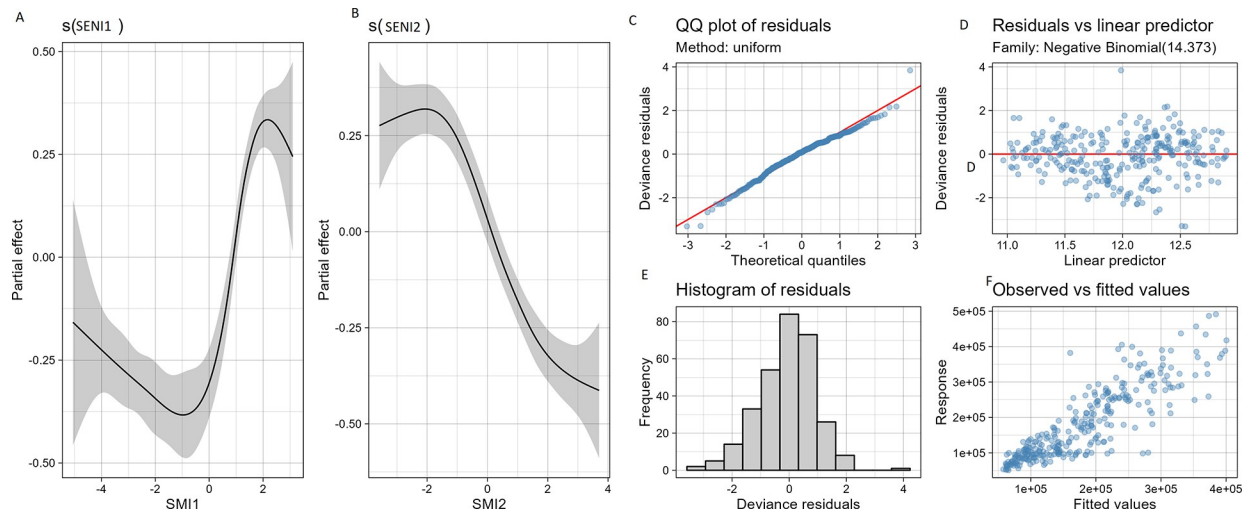 A
s(SENI1 )
0.50
0.25
0.00
-0.25
-0.50
Partial effect
-4 -2 0 2
SMI1
B
s(SENI2 )
0.25
0.00
-0.25
-0.50
Partial effect
-2 0 2 4
SMI2
C
QQ plot of residuals
Method: uniform
4
2
0
-2
Deviance residuals
-3 -2 -1 0 1 2 3
Theoretical quantiles
D
Residuals vs linear predictor
Family: Negative Binomial(14.373)
4
2
0
D
-2
Deviance residuals
11.0 11.5 12.0 12.5
Linear predictor
E
Histogram of residuals
80
60
40
20
0
Frequency
-2 0 2 4
Deviance residuals
F
Observed vs fitted values
5e+05
4e+05
3e+05
2e+05
1e+05
Response
1e+05 2e+05 3e+05 4e+05
Fitted values